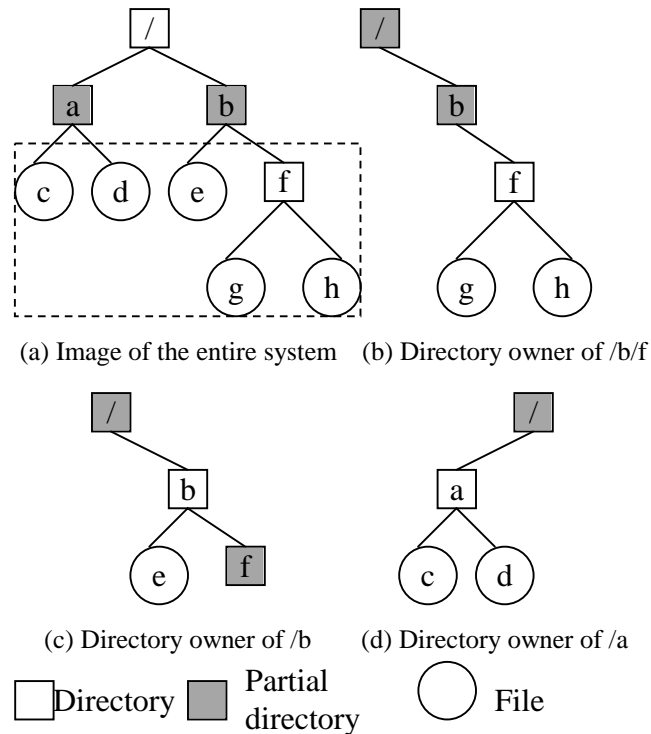 / /
a b b
c d e f f
g h g h
(a) Image of the entire system (b) Directory owner of /b/f
/ /
b a
e f c d
(c) Directory owner of /b (d) Directory owner of /a
Directory Partial directory File